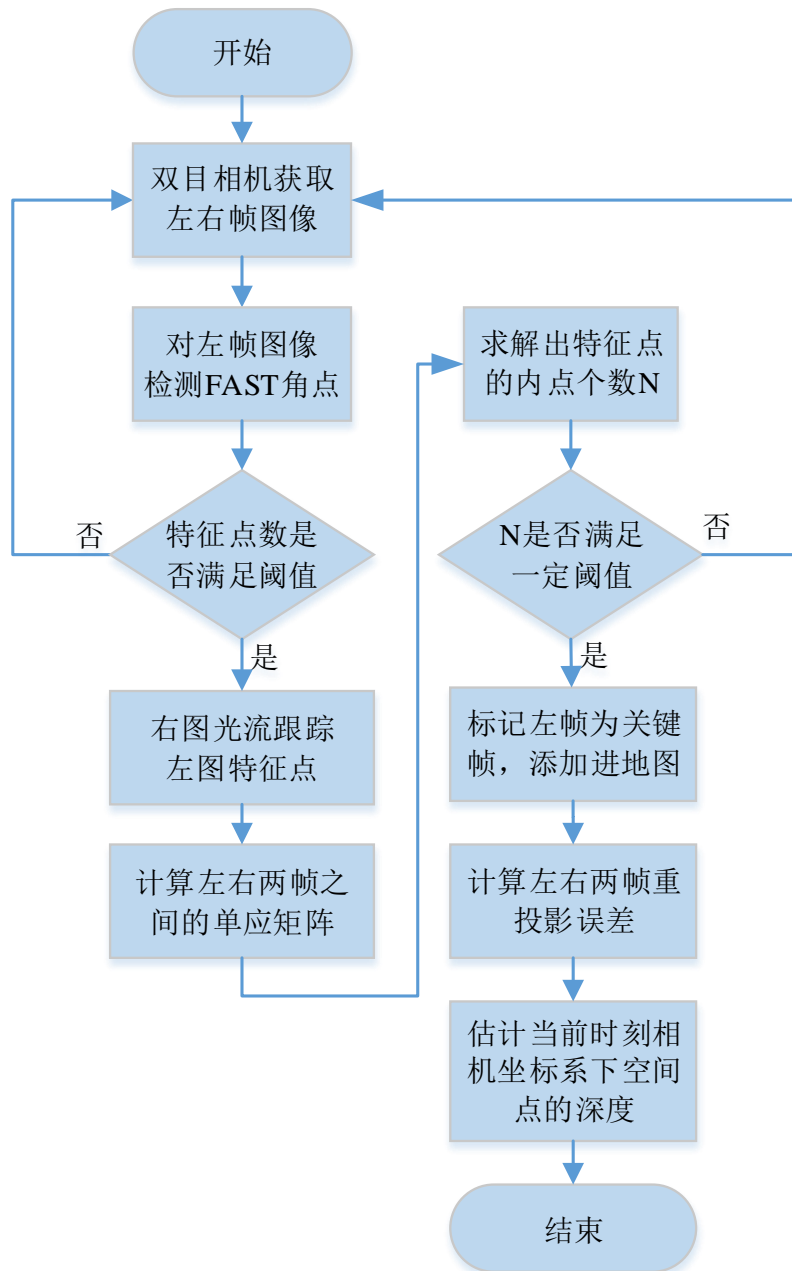 开始
双目相机获取
左右帧图像
对左帧图像
检测FAST角点
特征点数是
否满足阈值
否
是
右图光流跟踪
左图特征点
计算左右两帧之
间的单应矩阵
求解出特征点
的内点个数N
N是否满足
一定阈值
否
是
标记左帧为关键
帧，添加进地图
计算左右两帧重
投影误差
估计当前时刻相
机坐标系下空间
点的深度
结束